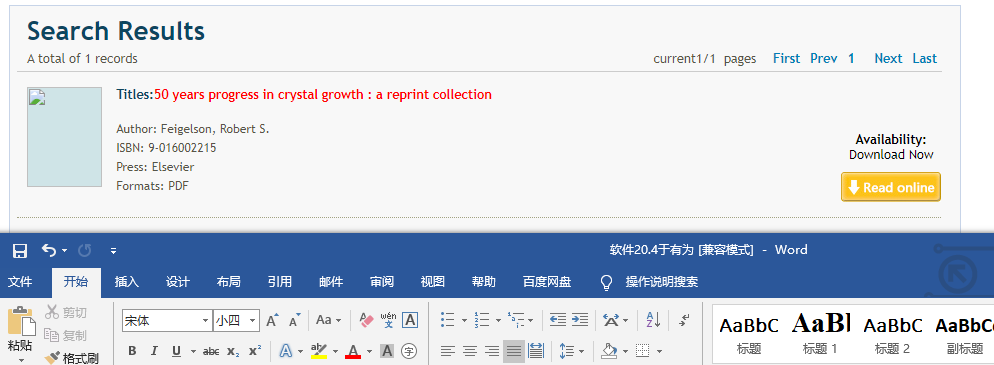 Search Results
A total of 1 records
current1/1 pages First Prev 1 Next Last
Titles:50 years progress in crystal growth : a reprint collection
Author: Feigelson, Robert S.
ISBN: 9-016002215
Press: Elsevier
Formats: PDF
Availability:
Download Now
Read online
软件20.4于有为 [兼容模式] - Word
文件 开始 插入 设计 布局 引用 邮件 审阅 视图 帮助 百度网盘 操作说明搜索
粘贴
剪切
复制
格式刷
宋体 小四 A A Aa wén 文 A
B I U abc x₂ x² A ab A A 字
AaBbC AaBl AaBbC AaBbC
标题 标题 1 标题 2 副标题